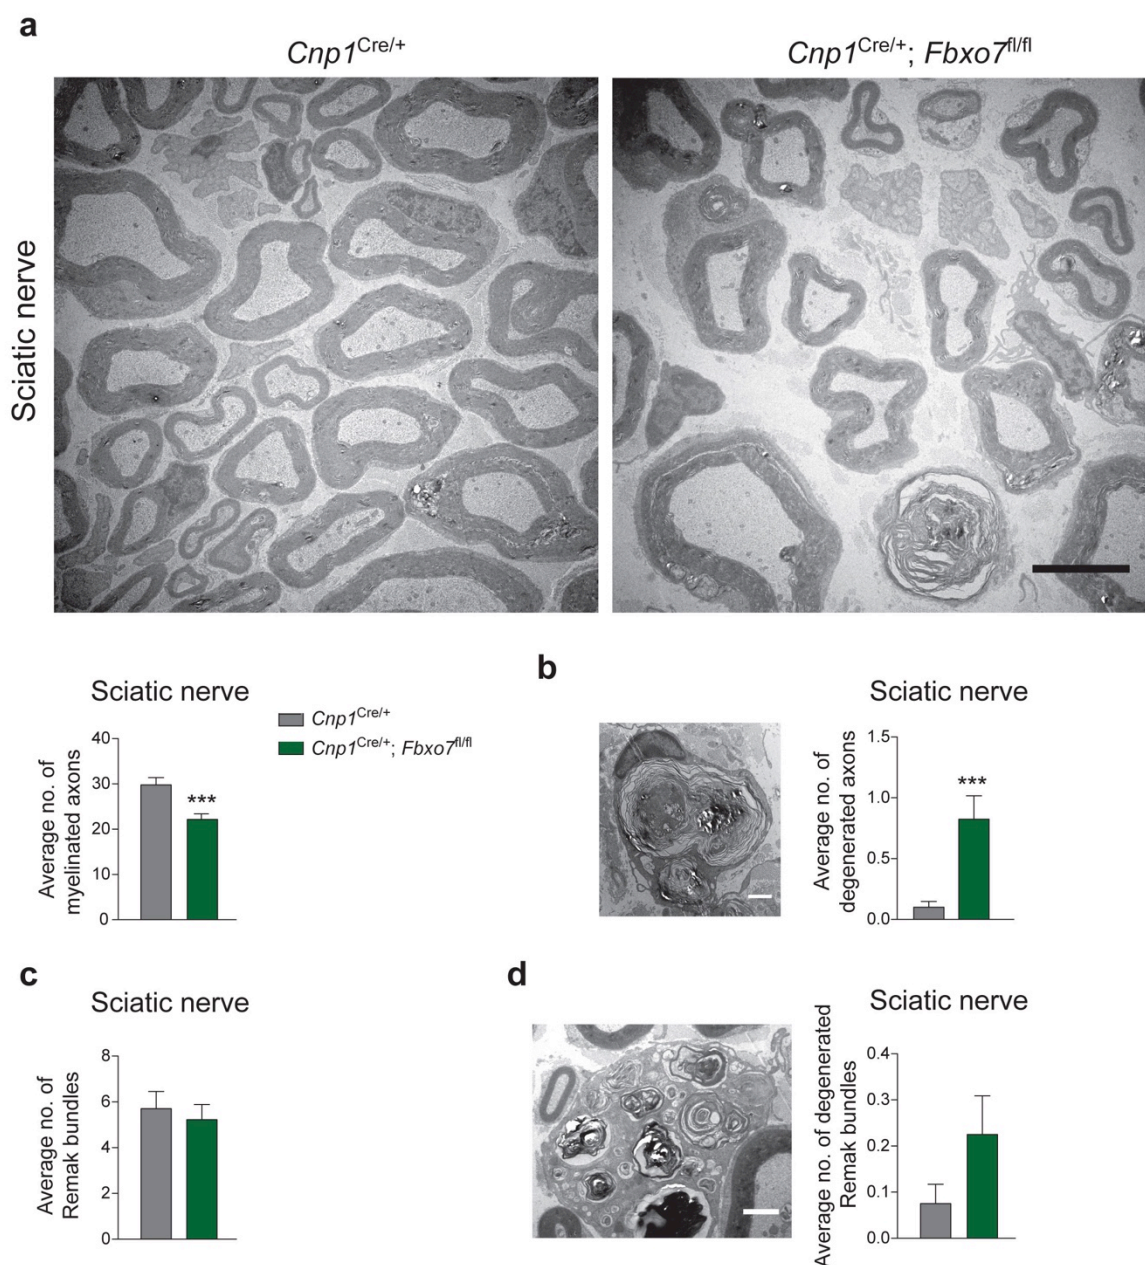 a
Cnp1Cre/+
Cnp1Cre/+; Fbxo7fl/fl
Sciatic nerve
Sciatic nerve
Average no. of
myelinated axons
40
30
20
10
0
***
Cnp1Cre/+
Cnp1Cre/+; Fbxo7fl/fl
b
Sciatic nerve
Average no. of
degenerated axons
1.5
1.0
0.5
0.0
***
c
Sciatic nerve
Average no. of
Remak bundles
8
6
4
2
0
d
Sciatic nerve
Average no. of degenerated
Remak bundles
0.4
0.3
0.2
0.1
0.0